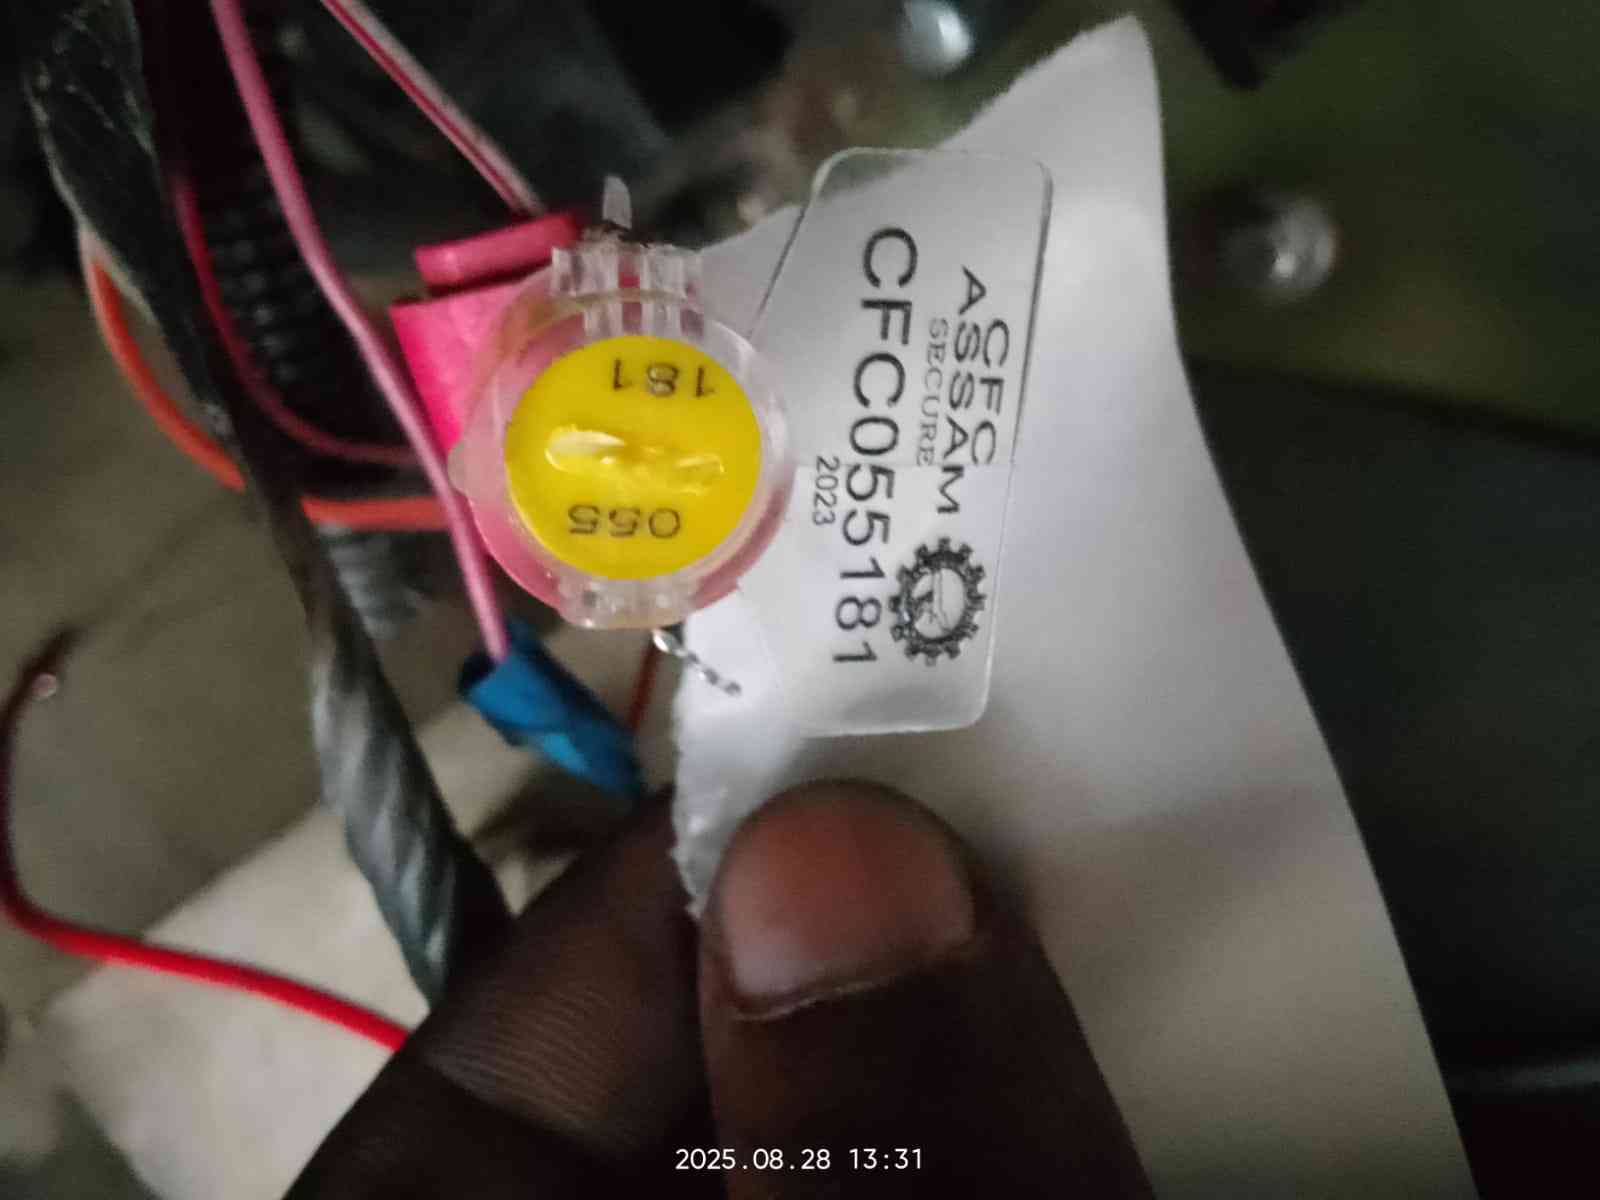 CFC
ASSAM
SECURE
CFC055181
2023
181
055
2025.08.28 13:31